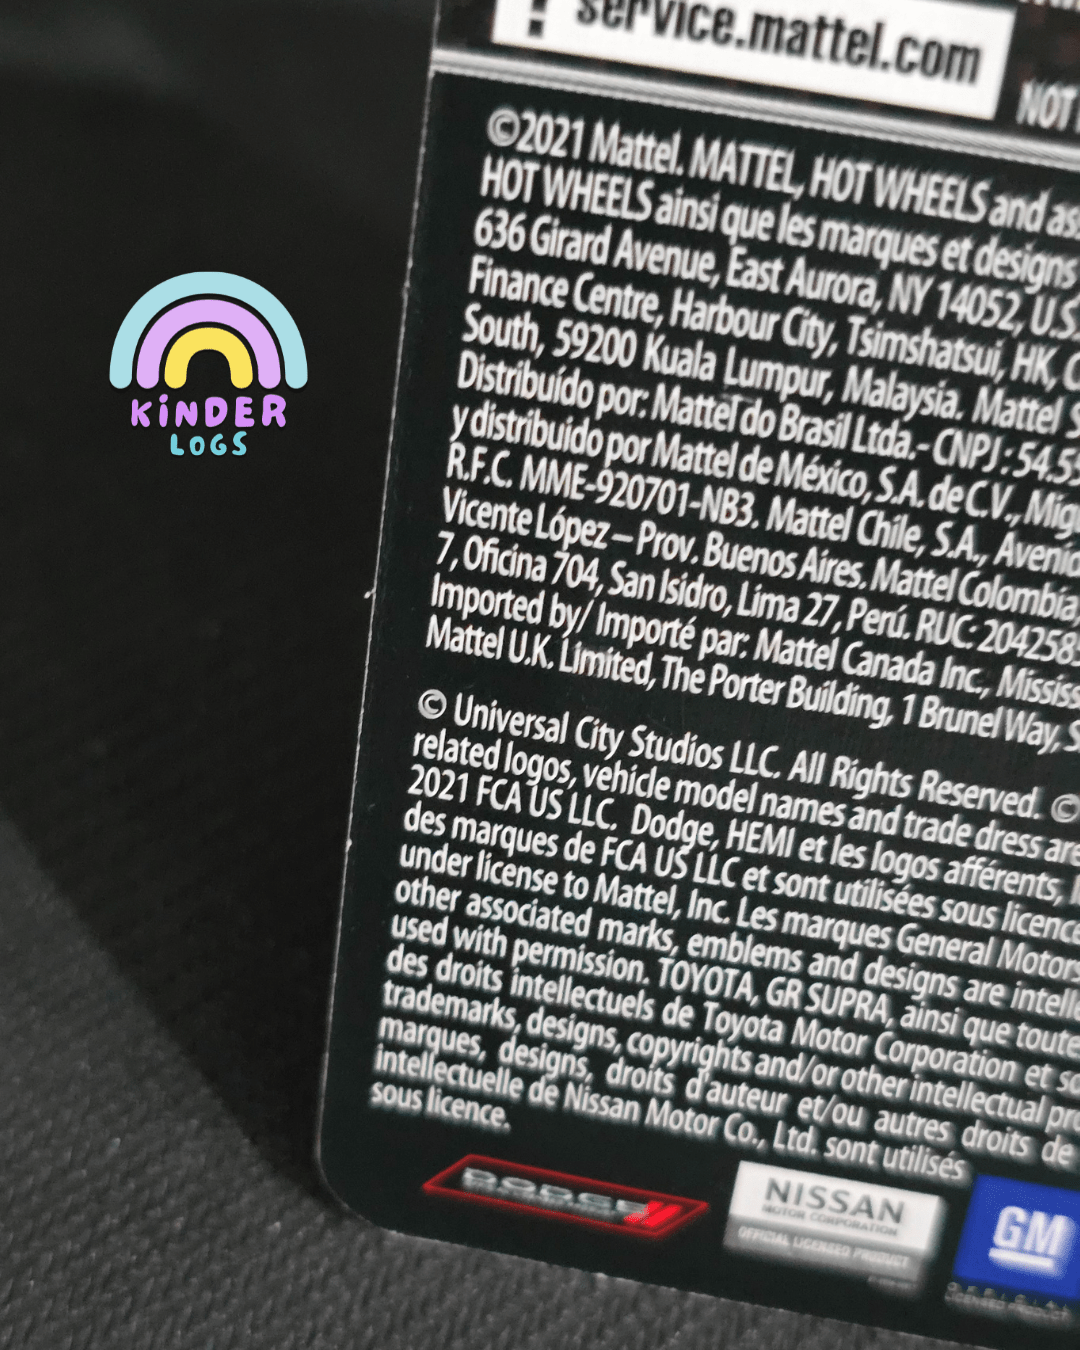 service.mattel.com
NOT
©2021 Mattel. MATTEL, HOT WHEELS and
HOT WHEELS ainsi que les marques et designs
636 Girard Avenue, East Aurora, NY 14052, U.S.
Finance Centre, Harbour City, Tsimshatsui, HK,
South, 59200 Kuala Lumpur, Malaysia. Mattel
Distribuído por: Mattel do Brasil Ltda.- CNPJ : 54.5
y distribuido por Mattel de México, S.A. de C.V.,
R.F.C. MME-920701-NB3. Mattel Chile, S.A.,
Vicente López – Prov. Buenos Aires. Mattel Colombia,
7, Oficina 704, San Isidro, Lima 27, Perú. RUC: 204258
Imported by/ Importé par: Mattel Canada Inc.,
Mattel U.K. Limited, The Porter Building, 1 Brunel Way,
© Universal City Studios LLC. All Rights Reserved. ©
related logos, vehicle model names and trade dress are
2021 FCA US LLC. Dodge, HEMI et les logos afférents,
des marques de FCA US LLC et sont utilisées sous licence
under license to Mattel, Inc. Les marques General Motors
other associated marks, emblems and designs are
used with permission. TOYOTA, GR SUPRA, ainsi que
des droits intellectuels de Toyota Motor Corporation et
trademarks, designs, copyrights and/or other intellectual
marques, designs, droits d'auteur et/ou autres droits de
intellectuelle de Nissan Motor Co., Ltd. sont utilisés
sous licence.
DODGE
NISSAN
MOTOR CORPORATION
OFFICIAL LICENSED PRODUCT
GM
KINDER
LOGS